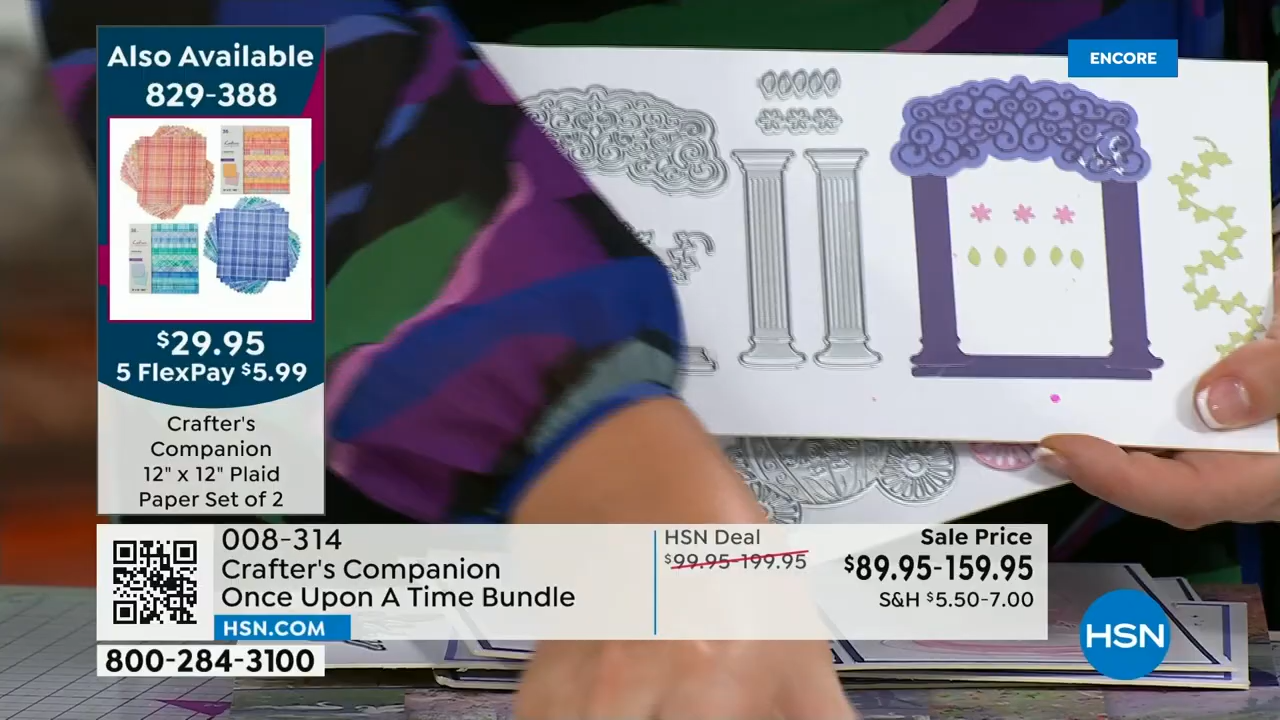 Also Available
829-388
$29.95
5 FlexPay $5.99
Crafter's
Companion
12" x 12" Plaid
Paper Set of 2
ENCORE
008-314
Crafter's Companion
Once Upon A Time Bundle
HSN.COM
800-284-3100
HSN Deal
$99.95-199.95
Sale Price
$89.95-159.95
S&H $5.50-7.00
HSN